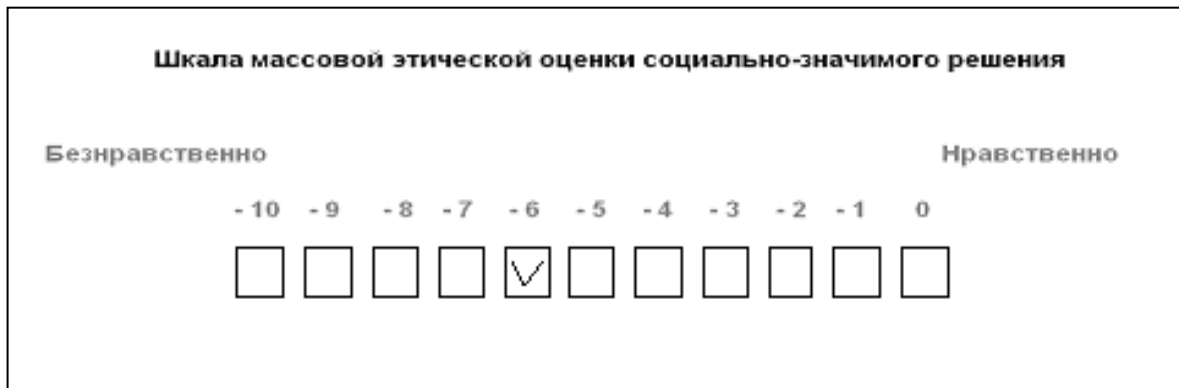 Шкала массовой этической оценки социально-значимого решения
Безнравственно Нравственно
- 10 - 9 - 8 - 7 - 6 - 5 - 4 - 3 - 2 - 1 0